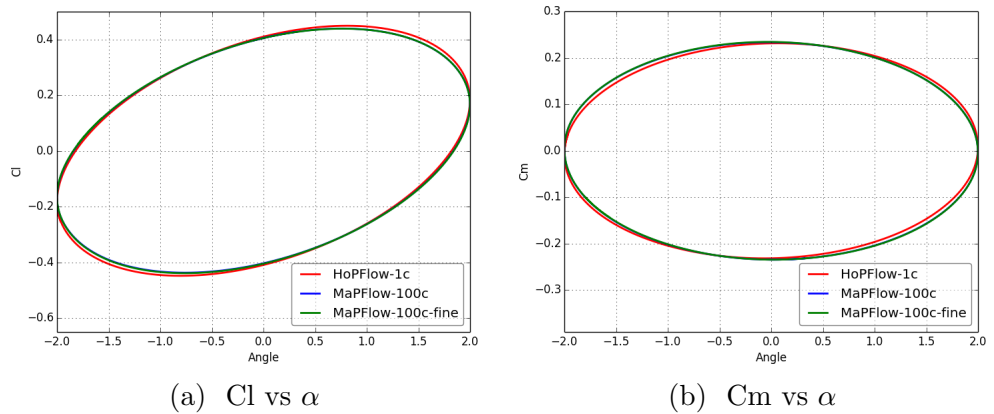 0.4
0.2
0.0
−0.2
−0.4
−0.6
Cl
−2.0 −1.5 −1.0 −0.5 0.0 0.5 1.0 1.5 2.0
Angle
HoPFlow-1c
MaPFlow-100c
MaPFlow-100c-fine
(a) Cl vs α
0.3
0.2
0.1
0.0
−0.1
−0.2
−0.3
Cm
−2.0 −1.5 −1.0 −0.5 0.0 0.5 1.0 1.5 2.0
Angle
HoPFlow-1c
MaPFlow-100c
MaPFlow-100c-fine
(b) Cm vs α